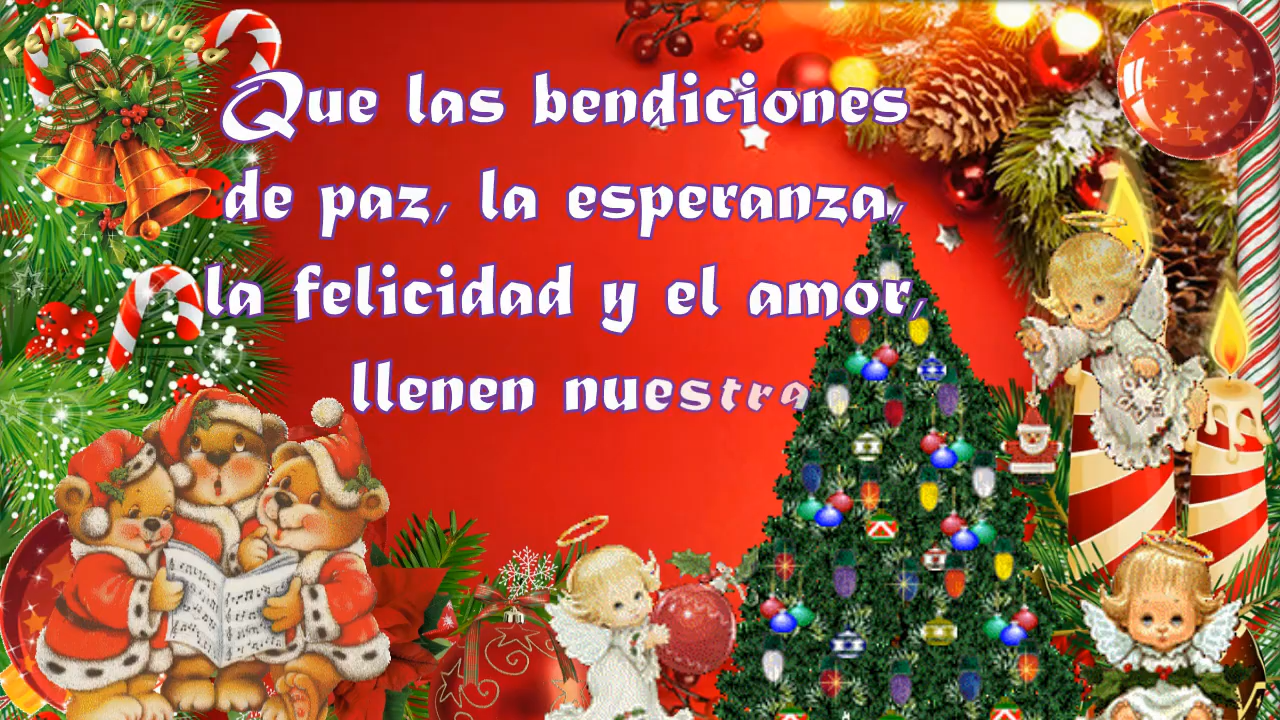 Feliz Navidad
Que las bendiciones
de paz, la esperanza,
la felicidad y el amor,
llenen nuestra